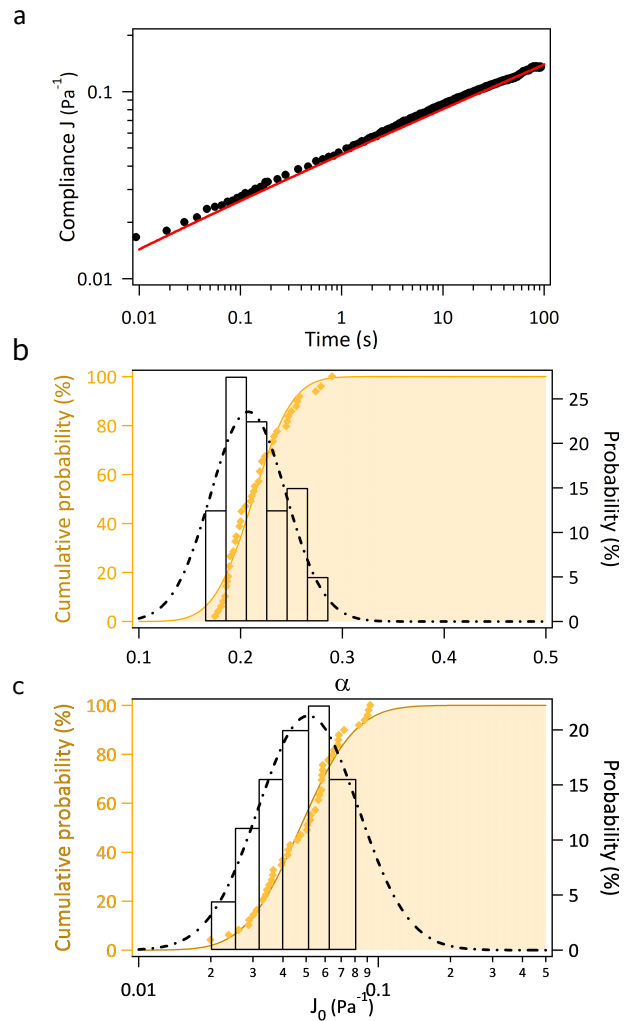 a
Compliance J (Pa⁻¹)
0.1
0.01
0.01 0.1 1 10 100
Time (s)
b
Cumulative probability (%)
100
80
60
40
20
0
Probability (%)
25
20
15
10
5
0
0.1 0.2 0.3 0.4 0.5
α
c
Cumulative probability (%)
100
80
60
40
20
0
Probability (%)
20
15
10
5
0
2 3 4 5 6 7 8 9 2 3 4 5
0.01 0.1
J₀ (Pa⁻¹)